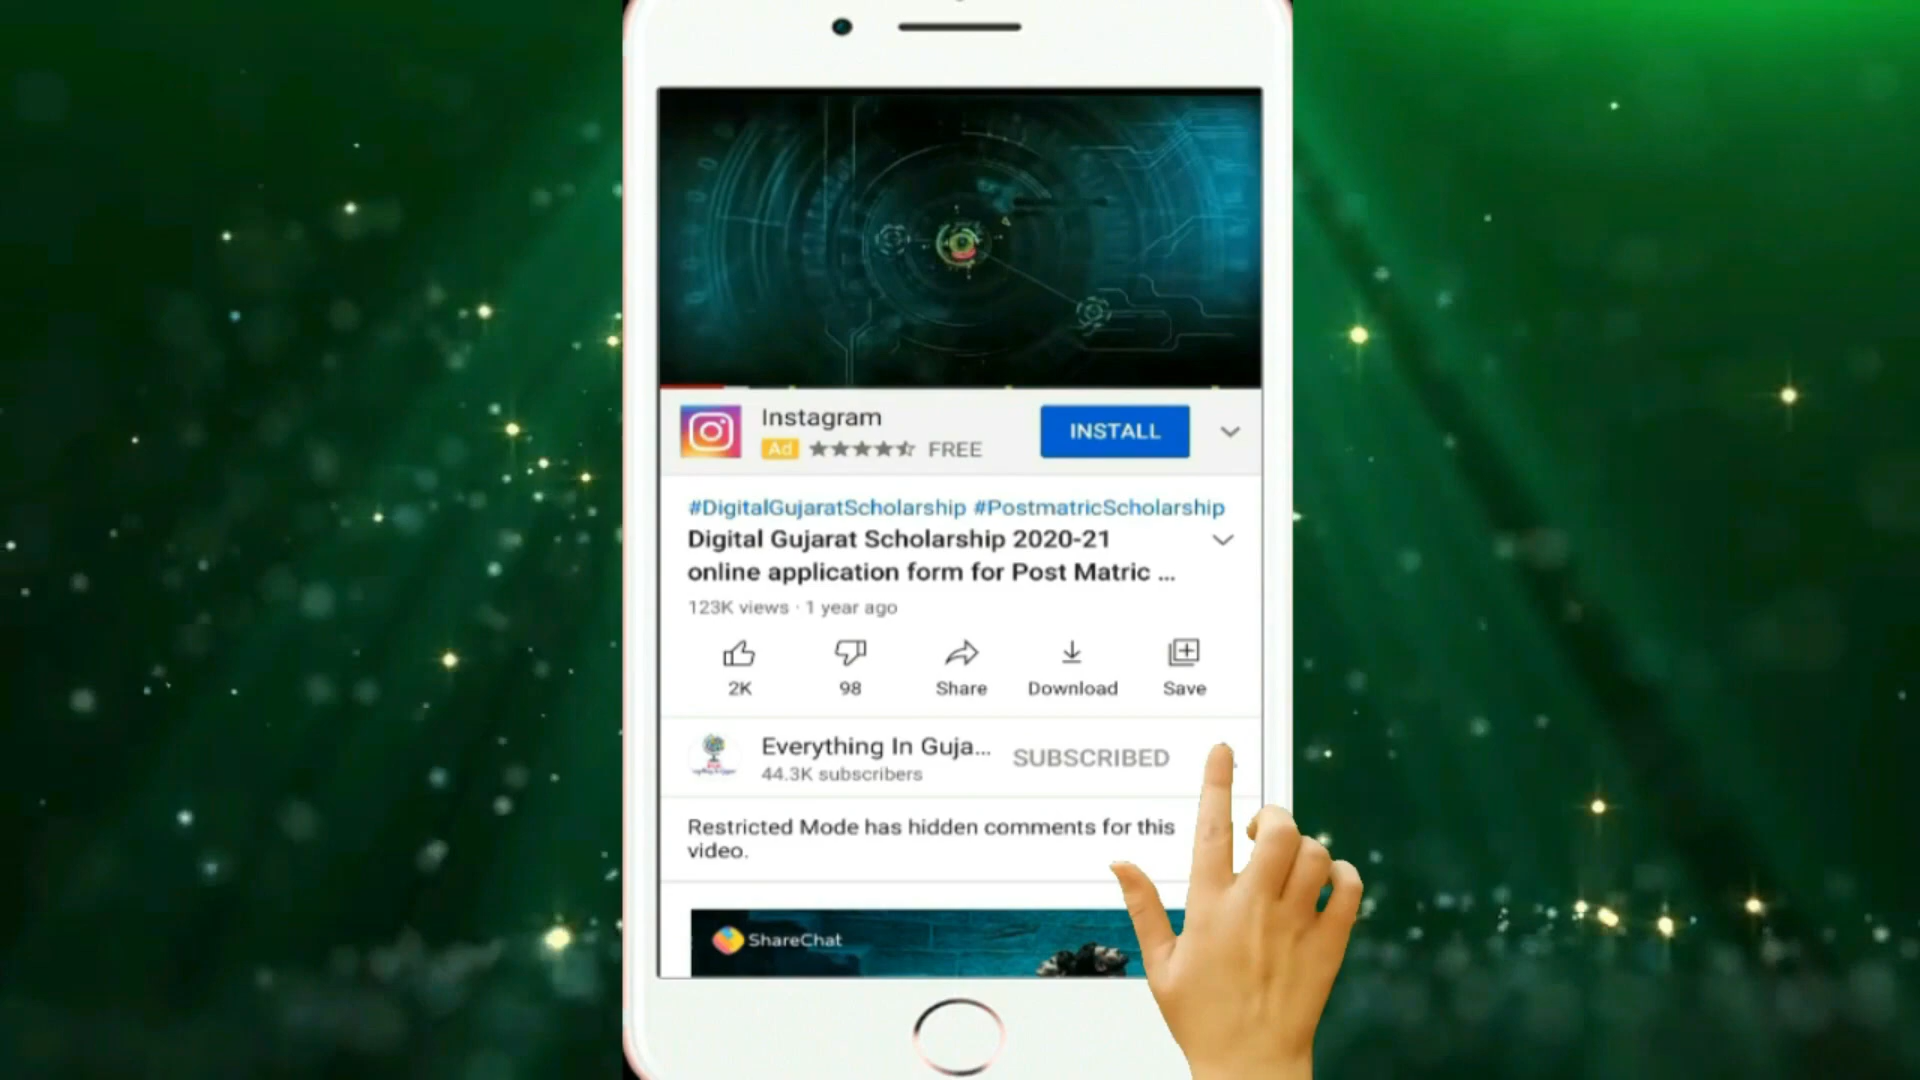 Instagram
INSTALL
Ad FREE
#DigitalGujaratScholarship #PostmatricScholarship
Digital Gujarat Scholarship 2020-21
online application form for Post Matric ...
123K views · 1 year ago
2K
98
Share
Download
Save
Everything In Guja...
SUBSCRIBED
44.3K subscribers
Restricted Mode has hidden comments for this
video.
ShareChat